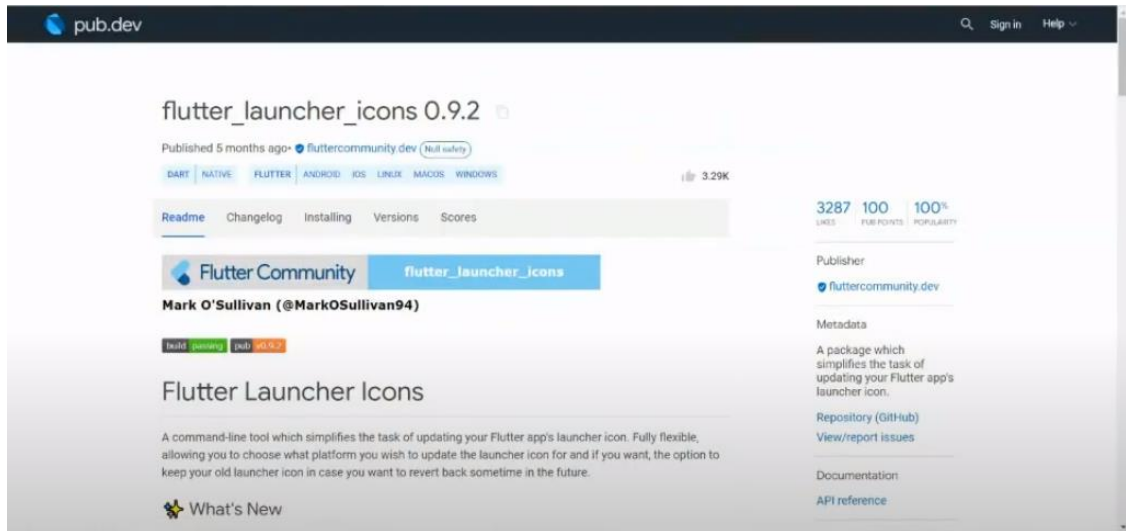 pub.dev
Sign in
Help
flutter_launcher_icons 0.9.2
Published 5 months ago• fluttercommunity.dev Null safety
DART NATIVE FLUTTER ANDROID IOS LINUX MACOS WINDOWS
3.29K
Readme Changelog Installing Versions Scores
Flutter Community flutter_launcher_icons
Mark O'Sullivan (@MarkOSullivan94)
build passing pub v0.9.2
Flutter Launcher Icons
A command-line tool which simplifies the task of updating your Flutter app's launcher icon. Fully flexible,
allowing you to choose what platform you wish to update the launcher icon for and if you want, the option to
keep your old launcher icon in case you want to revert back sometime in the future.
What's New
3287 100 100%
LIKES PUB POINTS POPULARITY
Publisher
fluttercommunity.dev
Metadata
A package which
simplifies the task of
updating your Flutter app's
launcher icon.
Repository (GitHub)
View/report issues
Documentation
API reference